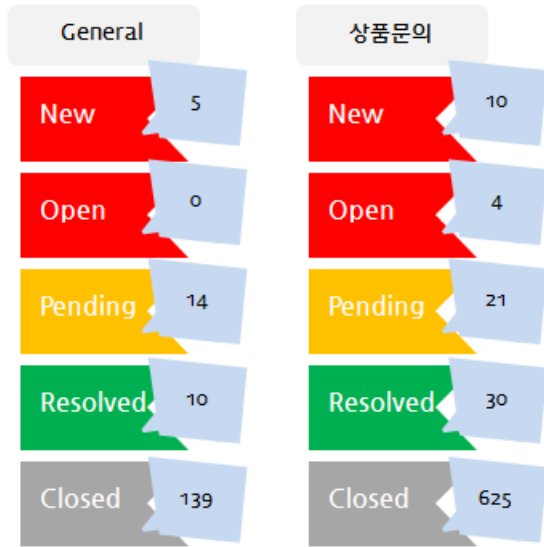 General
New 5
Open 0
Pending 14
Resolved 10
Closed 139
상품문의
New 10
Open 4
Pending 21
Resolved 30
Closed 625